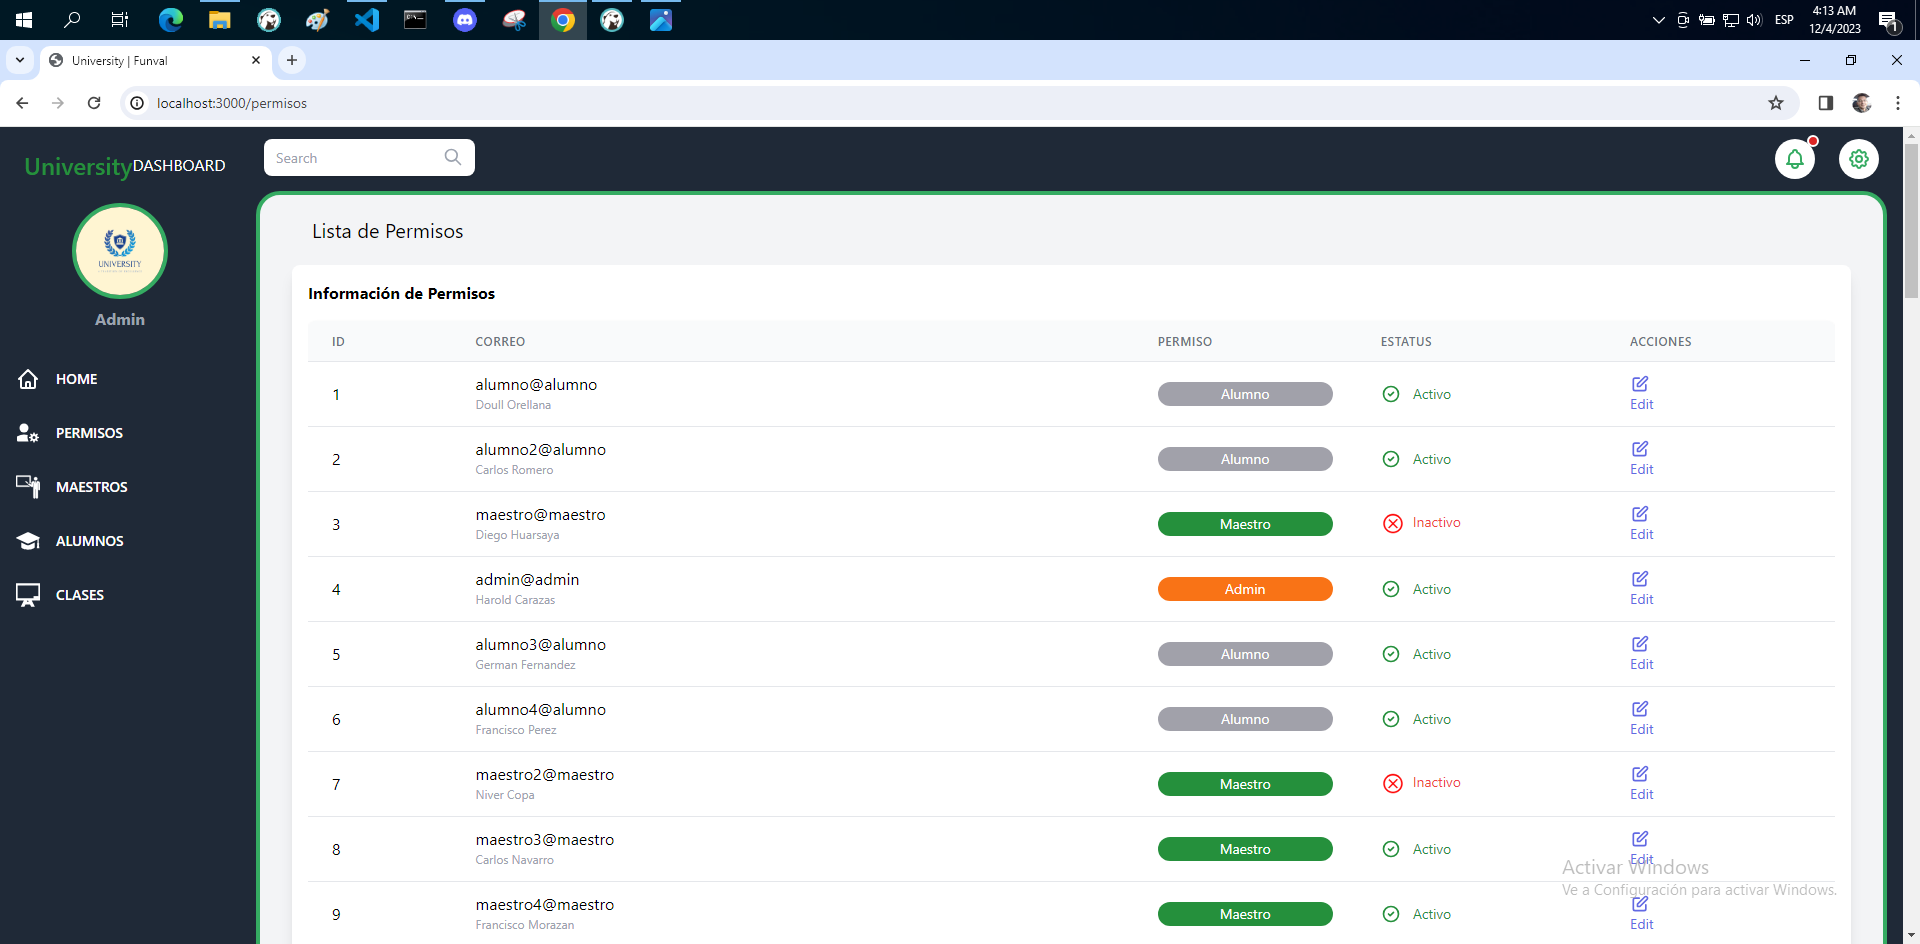 4:13 AM
ESP
12/4/2023
1
University | Funval
localhost:3000/permisos
University DASHBOARD
Search
UNIVERSITY
Admin
HOME
PERMISOS
MAESTROS
ALUMNOS
CLASES
Lista de Permisos
Información de Permisos
ID CORREO PERMISO ESTATUS ACCIONES
1 alumno@alumno Alumno Activo Edit
Doull Orellana
2 alumno2@alumno Alumno Activo Edit
Carlos Romero
3 maestro@maestro Maestro Inactivo Edit
Diego Huarsaya
4 admin@admin Admin Activo Edit
Harold Carazas
5 alumno3@alumno Alumno Activo Edit
German Fernandez
6 alumno4@alumno Alumno Activo Edit
Francisco Perez
7 maestro2@maestro Maestro Inactivo Edit
Niver Copa
8 maestro3@maestro Maestro Activo Edit
Carlos Navarro
9 maestro4@maestro Maestro Activo Edit
Francisco Morazan
Activar Windows
Ve a Configuración para activar Windows.